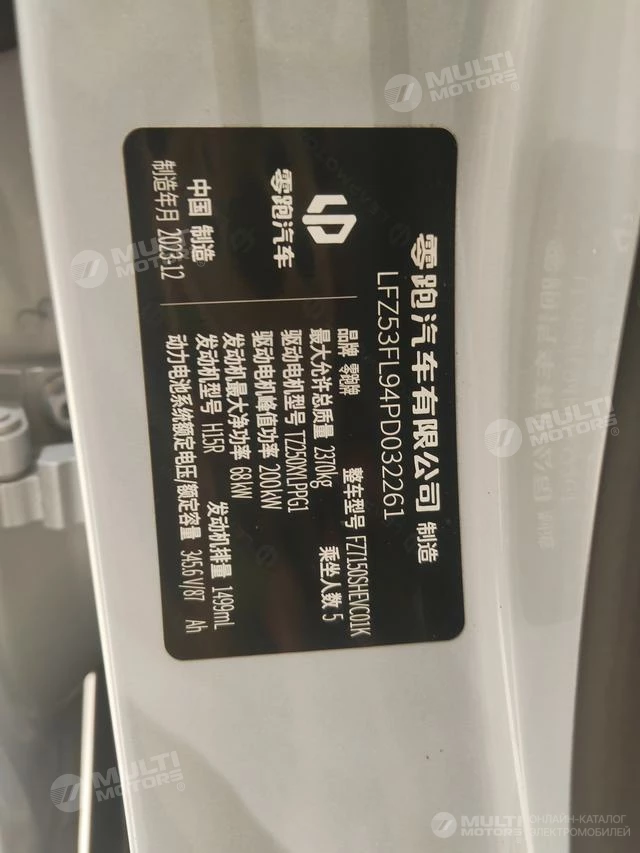 零跑汽车有限公司 制造
LFZ53FL94PD032261
零跑汽车
中国 制造
制造年月 2023-12
品牌 零跑牌 整车型号 FZ7150SHEVC01K
最大允许总质量 2370kg 乘坐人数 5
驱动电机型号 TZ250XYLPPG1
驱动电机峰值功率 200kW
发动机最大净功率 68kW 发动机排量 1499mL
发动机型号 H15R
动力电池系统额定电压/额定容量 345.6 V/87 Ah
MULTI MOTORS®
MULTI MOTORS®
MULTI MOTORS®
MULTI MOTORS®
MULTI MOTORS®
ОНЛАЙН-КАТАЛОГ
ЭЛЕКТРОМОБИЛЕЙ